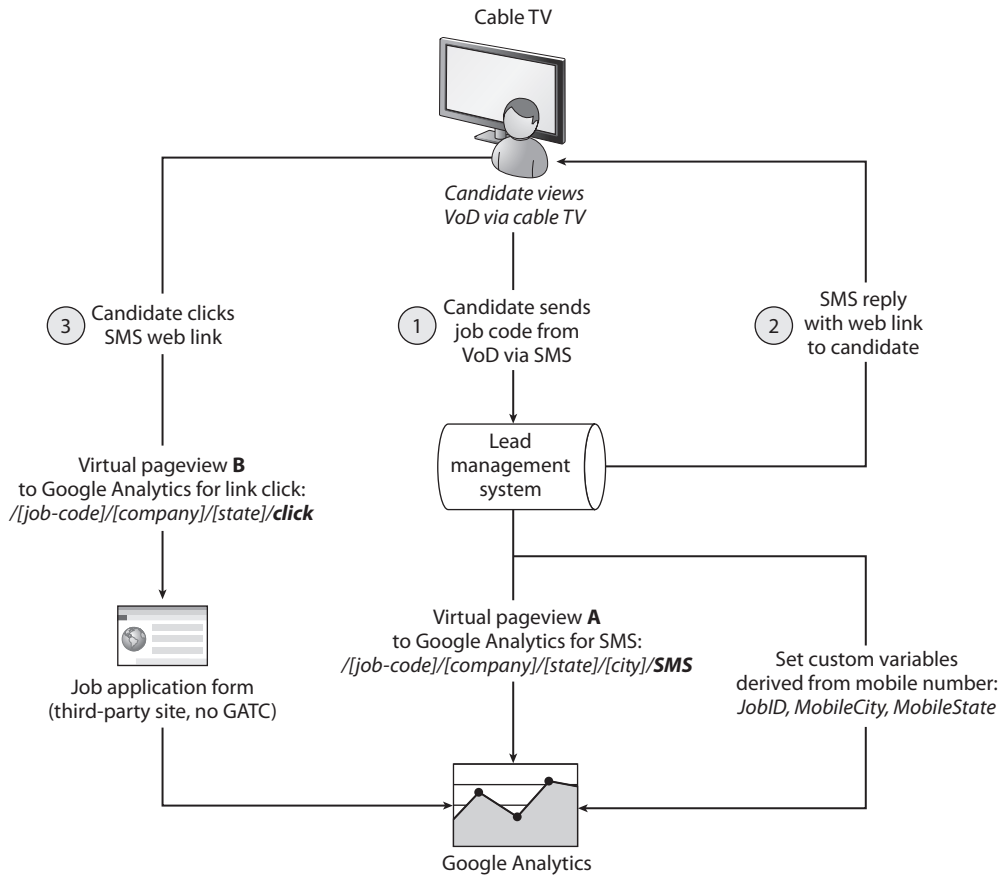 Cable TV
Candidate views
VoD via cable TV
3
Candidate clicks
SMS web link
1
Candidate sends
job code from
VoD via SMS
2
SMS reply
with web link
to candidate
Lead
management
system
Virtual pageview B
to Google Analytics for link click:
/[job-code]/[company]/[state]/click
Virtual pageview A
to Google Analytics for SMS:
/[job-code]/[company]/[state]/[city]/SMS
Set custom variables
derived from mobile number:
JobID, MobileCity, MobileState
Job application form
(third-party site, no GATC)
Google Analytics